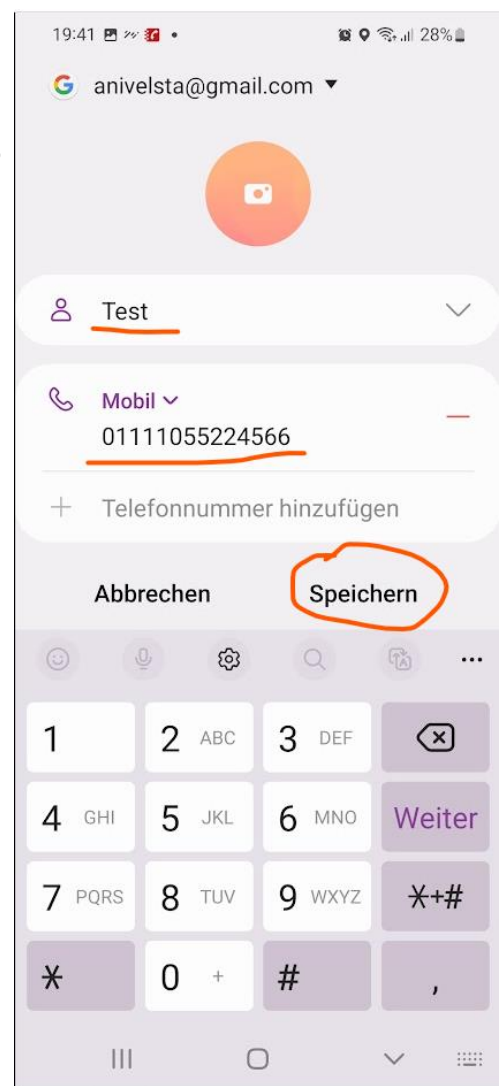 19:41 28%
G anivelsta@gmail.com
Test
Mobil
01111055224566
+ Telefonnummer hinzufügen
Abbrechen Speichern
1 2 ABC 3 DEF
4 GHI 5 JKL 6 MNO Weiter
7 PQRS 8 TUV 9 WXYZ *+#
* 0 + # ,